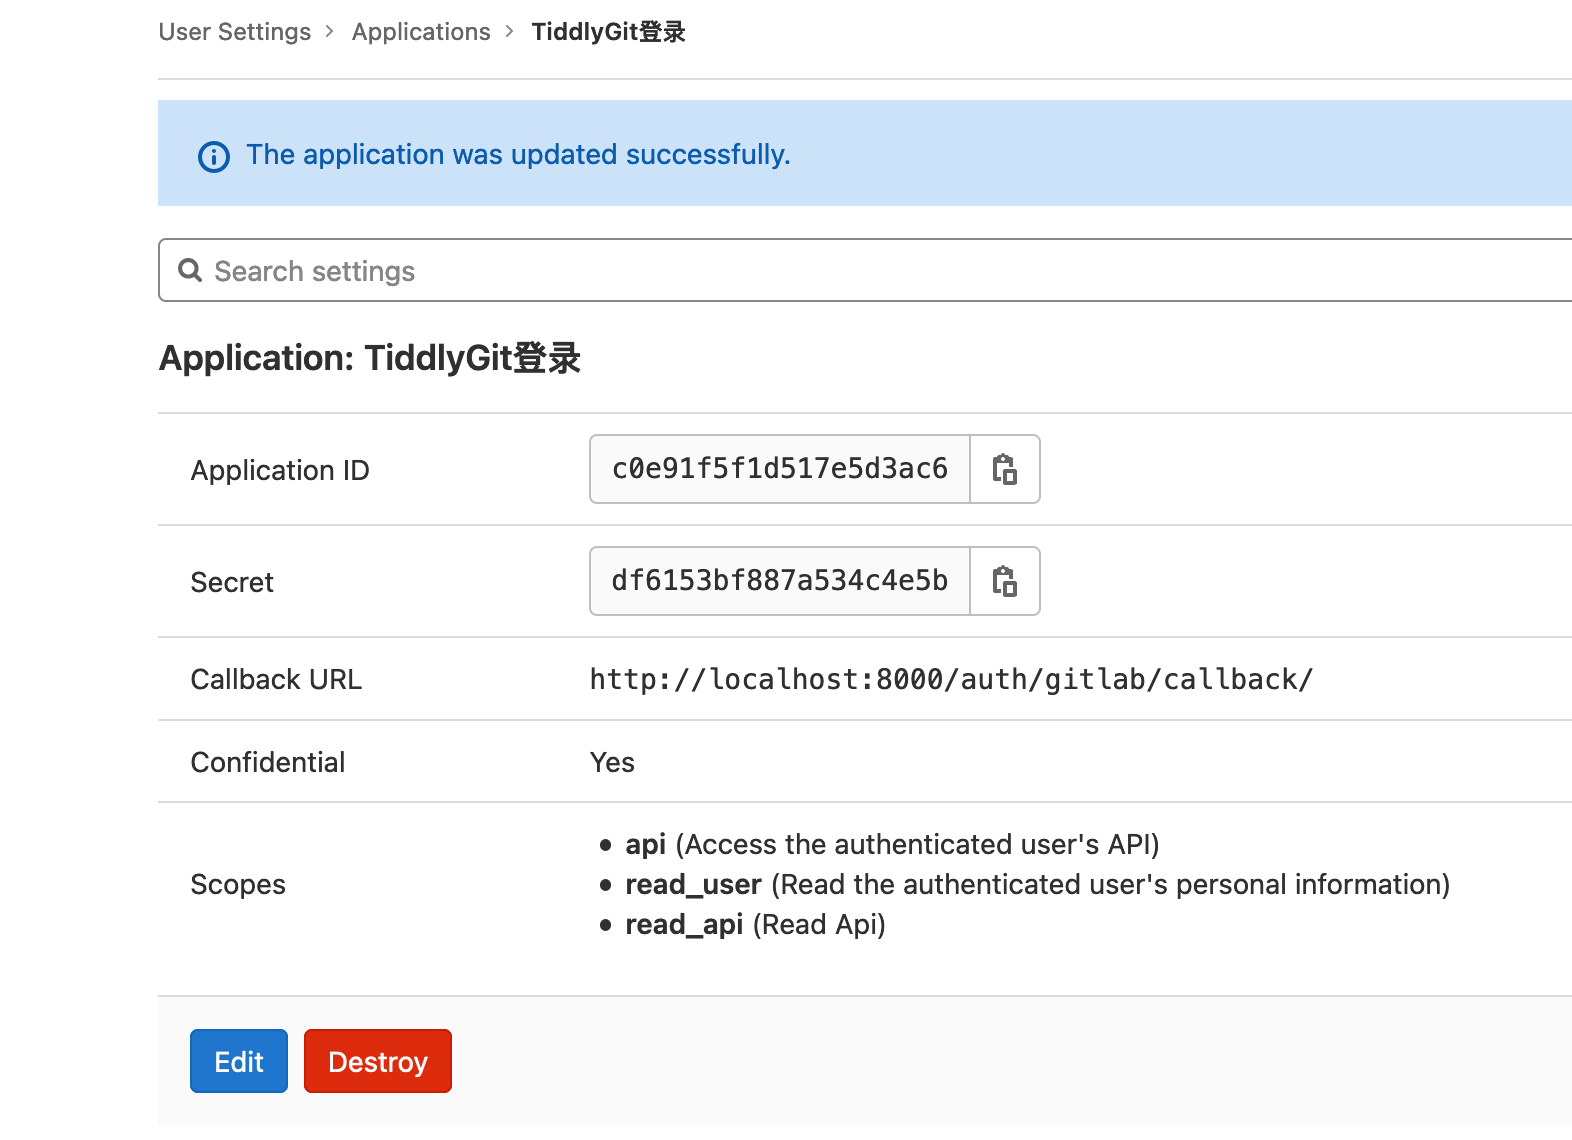 User Settings > Applications > TiddlyGit登录
The application was updated successfully.
Search settings
Application: TiddlyGit登录
Application ID c0e91f5f1d517e5d3ac6
Secret df6153bf887a534c4e5b
Callback URL http://localhost:8000/auth/gitlab/callback/
Confidential Yes
• api (Access the authenticated user's API)
Scopes • read_user (Read the authenticated user's personal information)
• read_api (Read Api)
Edit Destroy